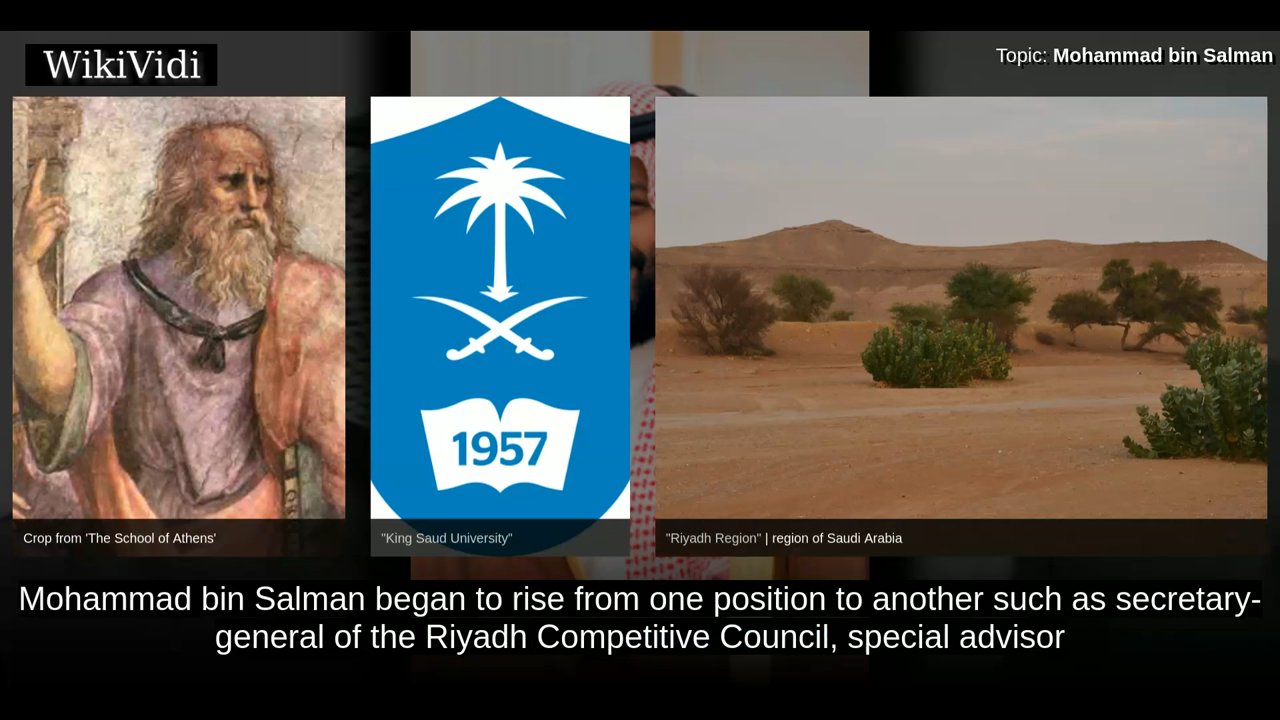 WikiVidi
Topic: Mohammad bin Salman
1957
Crop from 'The School of Athens'
"King Saud University"
"Riyadh Region" | region of Saudi Arabia
Mohammad bin Salman began to rise from one position to another such as secretary-
general of the Riyadh Competitive Council, special advisor